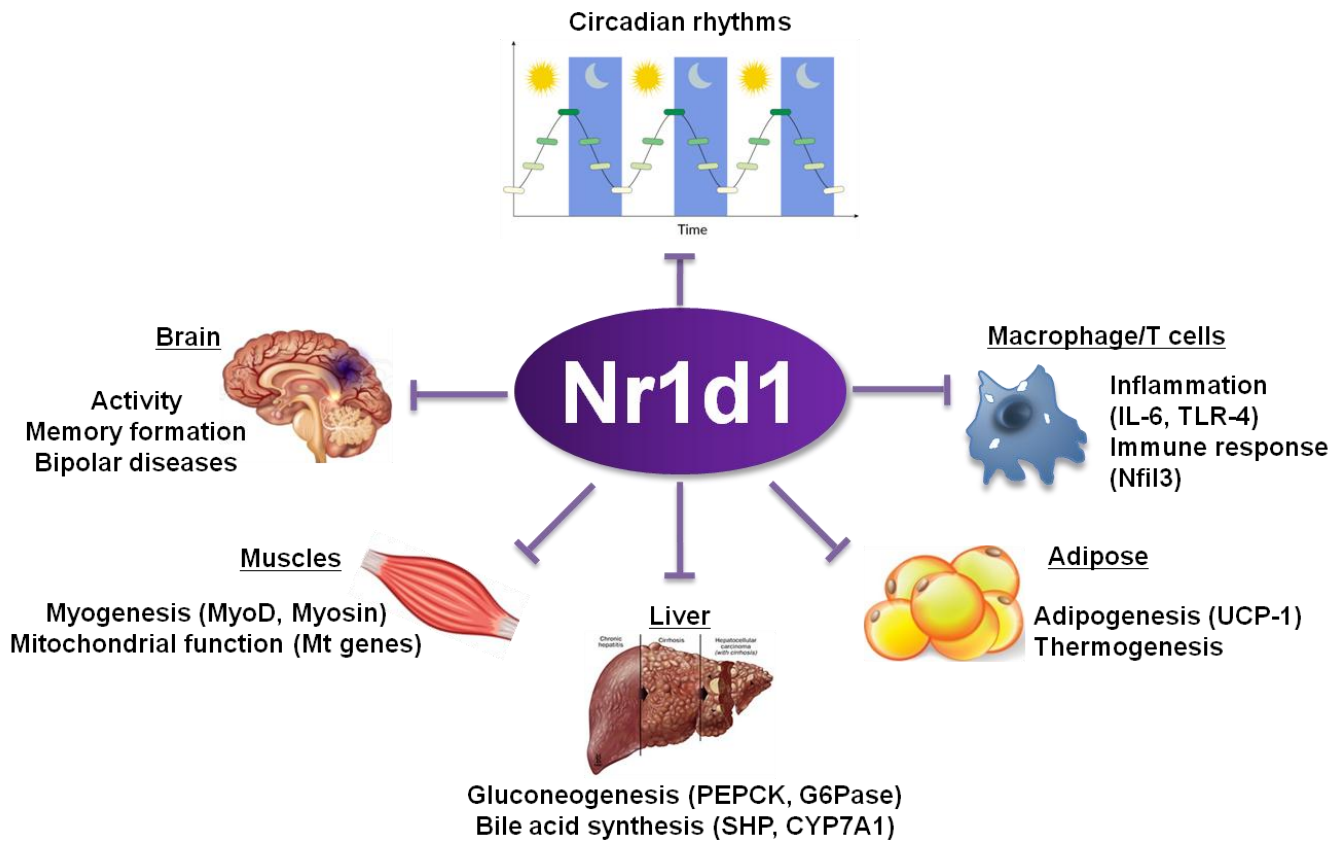 Circadian rhythms
Time
Nr1d1
Brain
Activity
Memory formation
Bipolar diseases
Macrophage/T cells
Inflammation
(IL-6, TLR-4)
Immune response
(Nfil3)
Muscles
Myogenesis (MyoD, Myosin)
Mitochondrial function (Mt genes)
Liver
Chronic
hepatitis
Cirrhosis
Hepatocellular
carcinoma
(with cirrhosis)
Gluconeogenesis (PEPCK, G6Pase)
Bile acid synthesis (SHP, CYP7A1)
Adipose
Adipogenesis (UCP-1)
Thermogenesis